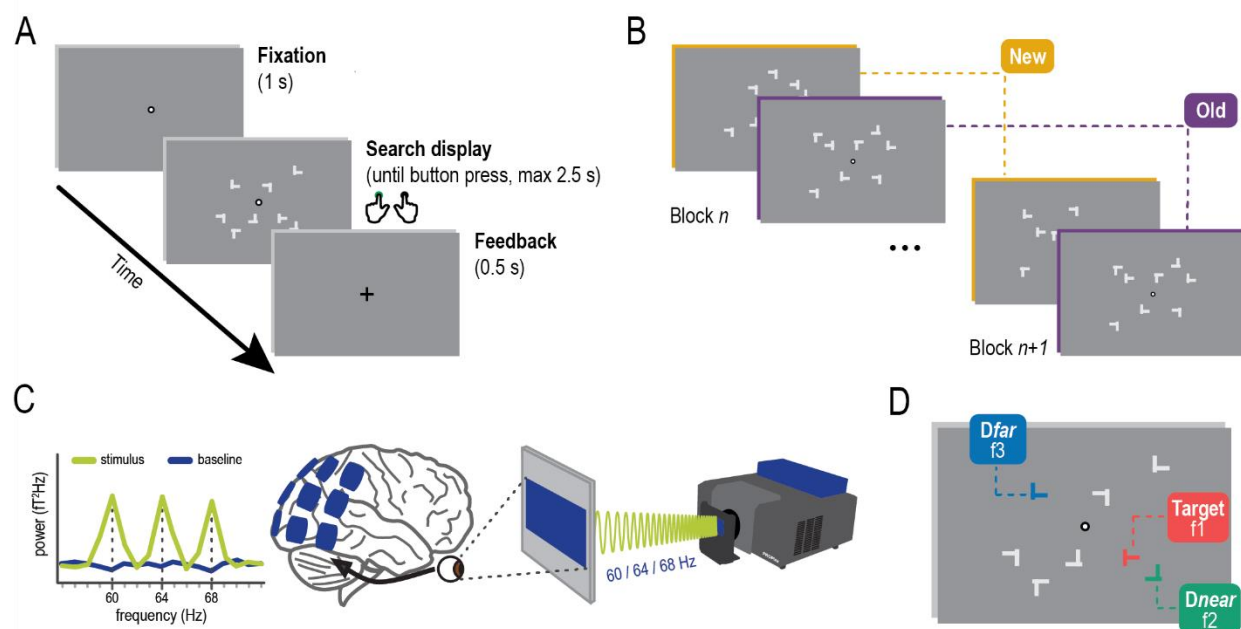 A
Fixation
(1 s)
Search display
(until button press, max 2.5 s)
Feedback
(0.5 s)
Time
B
New
Old
Block n
...
Block n+1
C
stimulus
baseline
power (fT²Hz)
60 64 68
frequency (Hz)
60 / 64 / 68 Hz
D
Dfar
f3
Target
f1
Dnear
f2